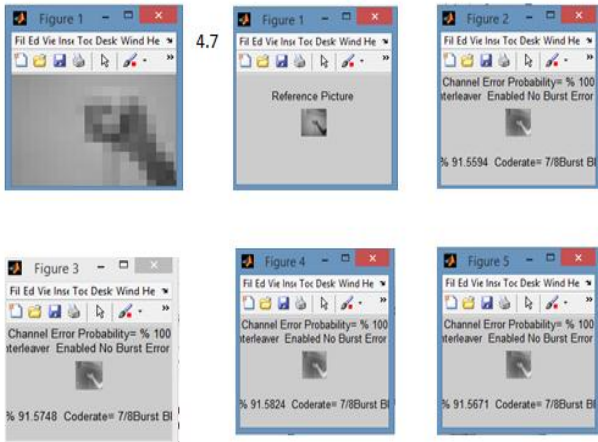 Figure 1
Fil Ed Vie Inse Toc Desk Wind He
4.7
Figure 1
Fil Ed Vie Inse Toc Desk Wind He
Reference Picture
Figure 2
Fil Ed Vie Inse Toc Desk Wind He
Channel Error Probability= % 100
nterleaver Enabled No Burst Error
% 91.5594 Coderate= 7/8Burst Bl
Figure 3
Fil Ed Vie Inse Toc Desk Wind He
Channel Error Probability= % 100
nterleaver Enabled No Burst Error
% 91.5748 Coderate= 7/8Burst Bl
Figure 4
Fil Ed Vie Inse Toc Desk Wind He
Channel Error Probability= % 100
nterleaver Enabled No Burst Error
% 91.5824 Coderate= 7/8Burst Bl
Figure 5
Fil Ed Vie Inse Toc Desk Wind He
Channel Error Probability= % 100
nterleaver Enabled No Burst Error
% 91.5671 Coderate= 7/8Burst Bl